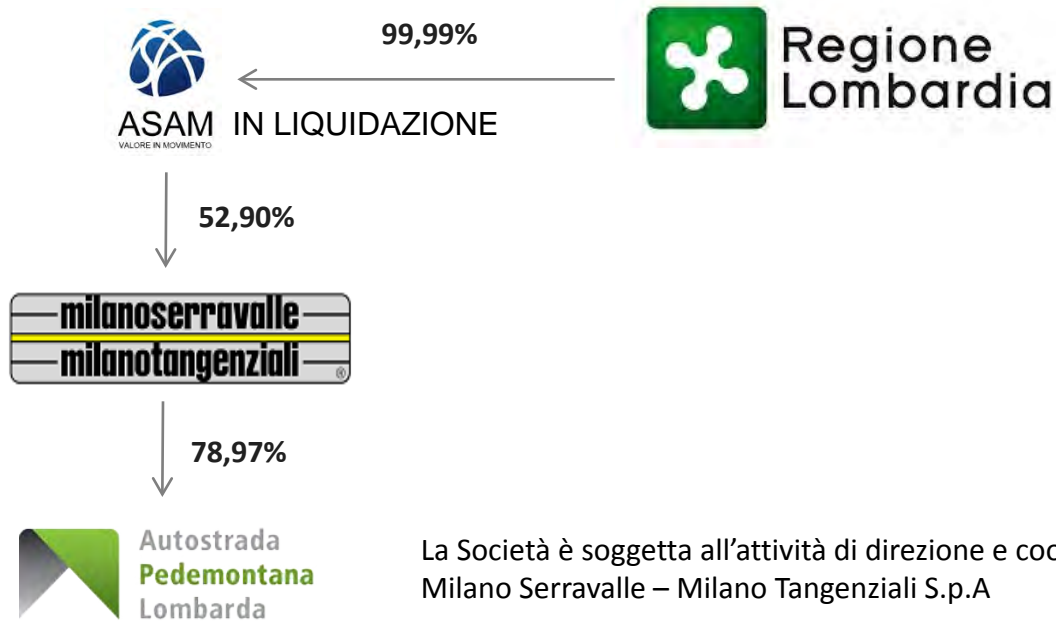 99,99%
Regione
Lombardia
ASAM IN LIQUIDAZIONE
VALORE IN MOVIMENTO
52,90%
milanoserravalle
milanotangenziali
®
78,97%
Autostrada
Pedemontana
Lombarda
La Società è soggetta all’attività di direzione e
Milano Serravalle – Milano Tangenziali S.p.A